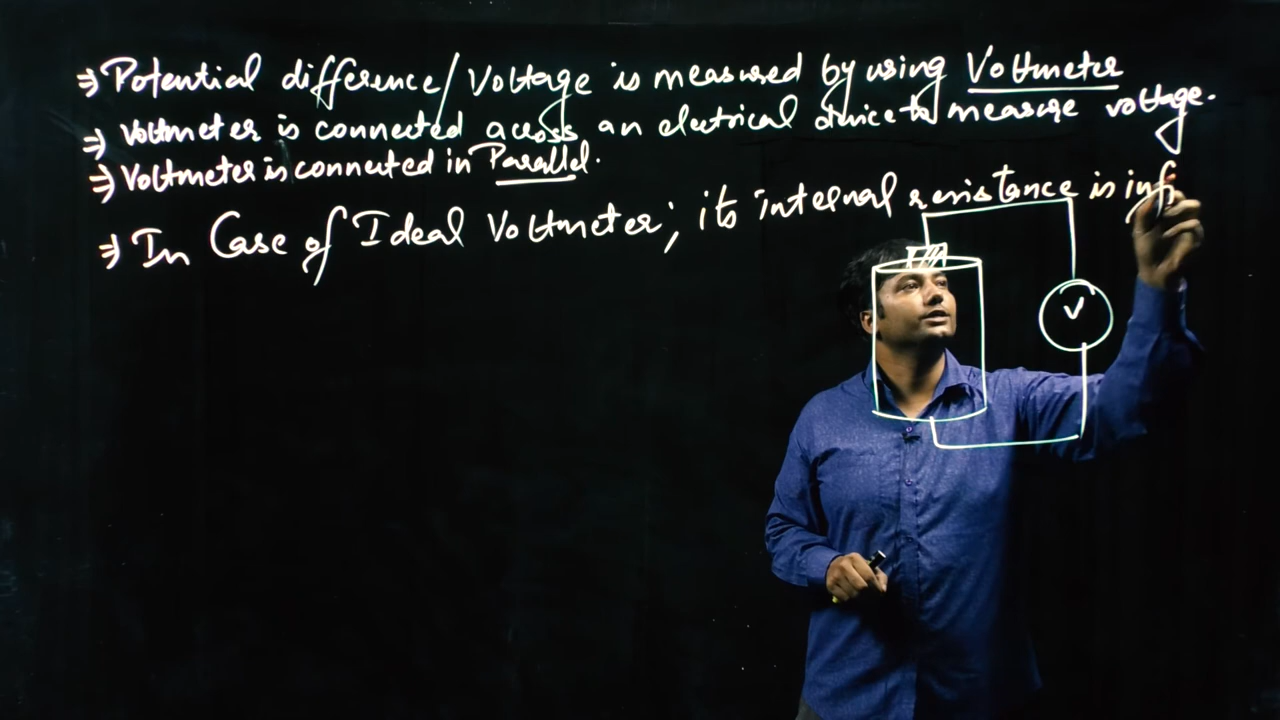 ⇒ Potential difference/Voltage is measured by using Voltmeter
⇒ Voltmeter is connected across an electrical device to measure voltage.
⇒ Voltmeter is connected in Parallel.
⇒ In Case of Ideal Voltmeter; its internal resistance is infi
V